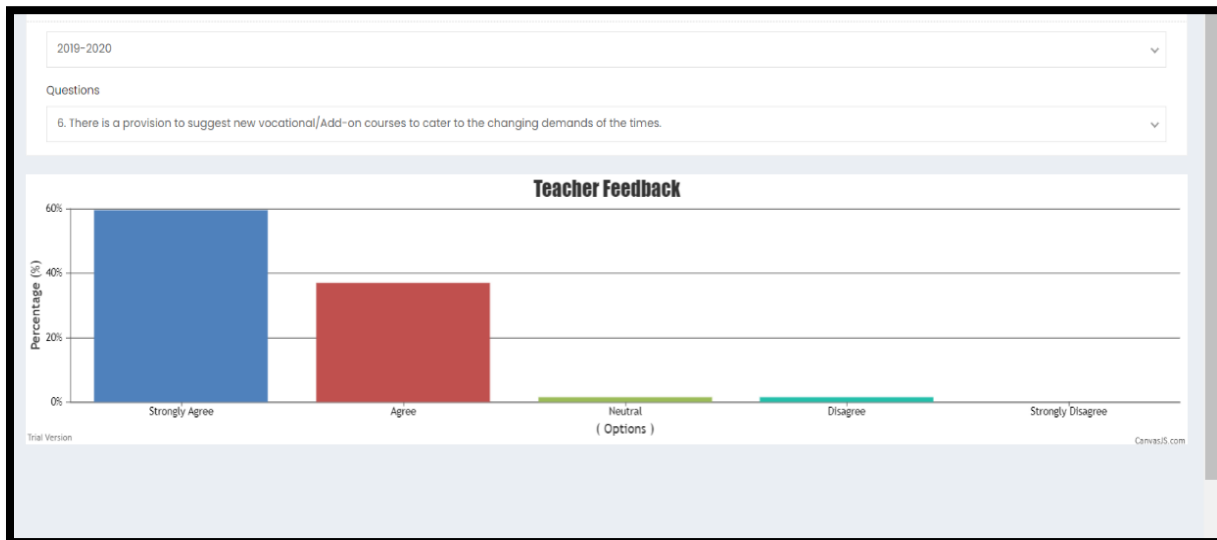 2019-2020
Questions
6. There is a provision to suggest new vocational/Add-on courses to cater to the changing demands of the times.
Teacher Feedback
60%
40%
20%
0%
Percentage (%)
Strongly Agree
Agree
Neutral
Disagree
Strongly Disagree
( Options )
Trial Version
CanvasJS.com